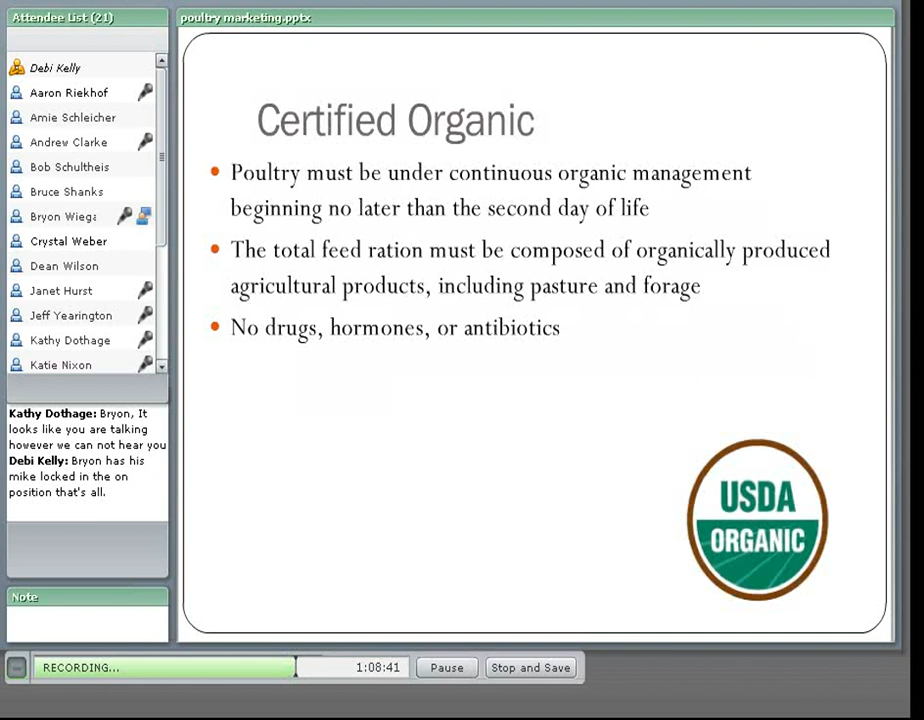 Attendee List (21)
poultry marketing.pptx
Debi Kelly
Aaron Riekhof
Amie Schleicher
Andrew Clarke
Bob Schultheis
Bruce Shanks
Bryon Wiega
Crystal Weber
Dean Wilson
Janet Hurst
Jeff Yearington
Kathy Dothage
Katie Nixon
Kathy Dothage: Bryon, It
looks like you are talking
however we can not hear you
Debi Kelly: Bryon has his
mike locked in the on
position that's all.
Note
Certified Organic
• Poultry must be under continuous organic management
beginning no later than the second day of life
• The total feed ration must be composed of organically produced
agricultural products, including pasture and forage
• No drugs, hormones, or antibiotics
USDA
ORGANIC
RECORDING...
1:08:41
Pause
Stop and Save